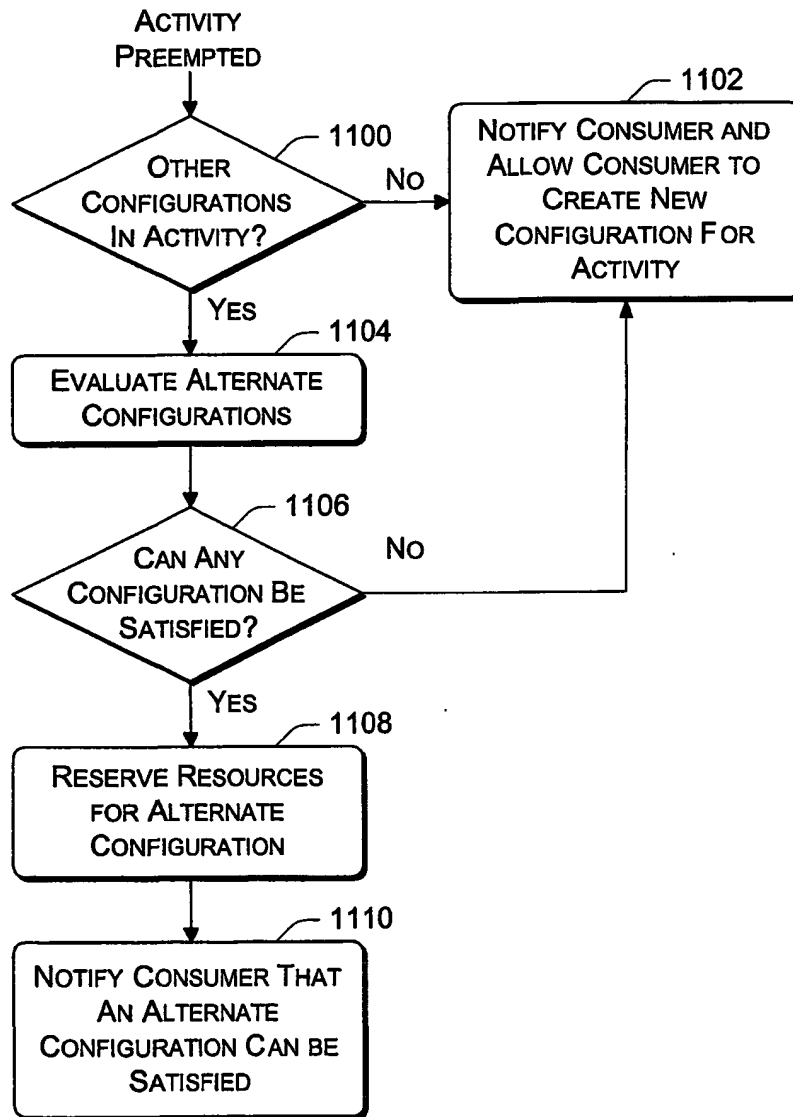 ACTIVITY
PREEMPTED
1100
OTHER
CONFIGURATIONS
IN ACTIVITY?
NO
1102
NOTIFY CONSUMER AND
ALLOW CONSUMER TO
CREATE NEW
CONFIGURATION FOR
ACTIVITY
YES
1104
EVALUATE ALTERNATE
CONFIGURATIONS
1106
CAN ANY
CONFIGURATION BE
SATISFIED?
NO
YES
1108
RESERVE RESOURCES
FOR ALTERNATE
CONFIGURATION
1110
NOTIFY CONSUMER THAT
AN ALTERNATE
CONFIGURATION CAN BE
SATISFIED